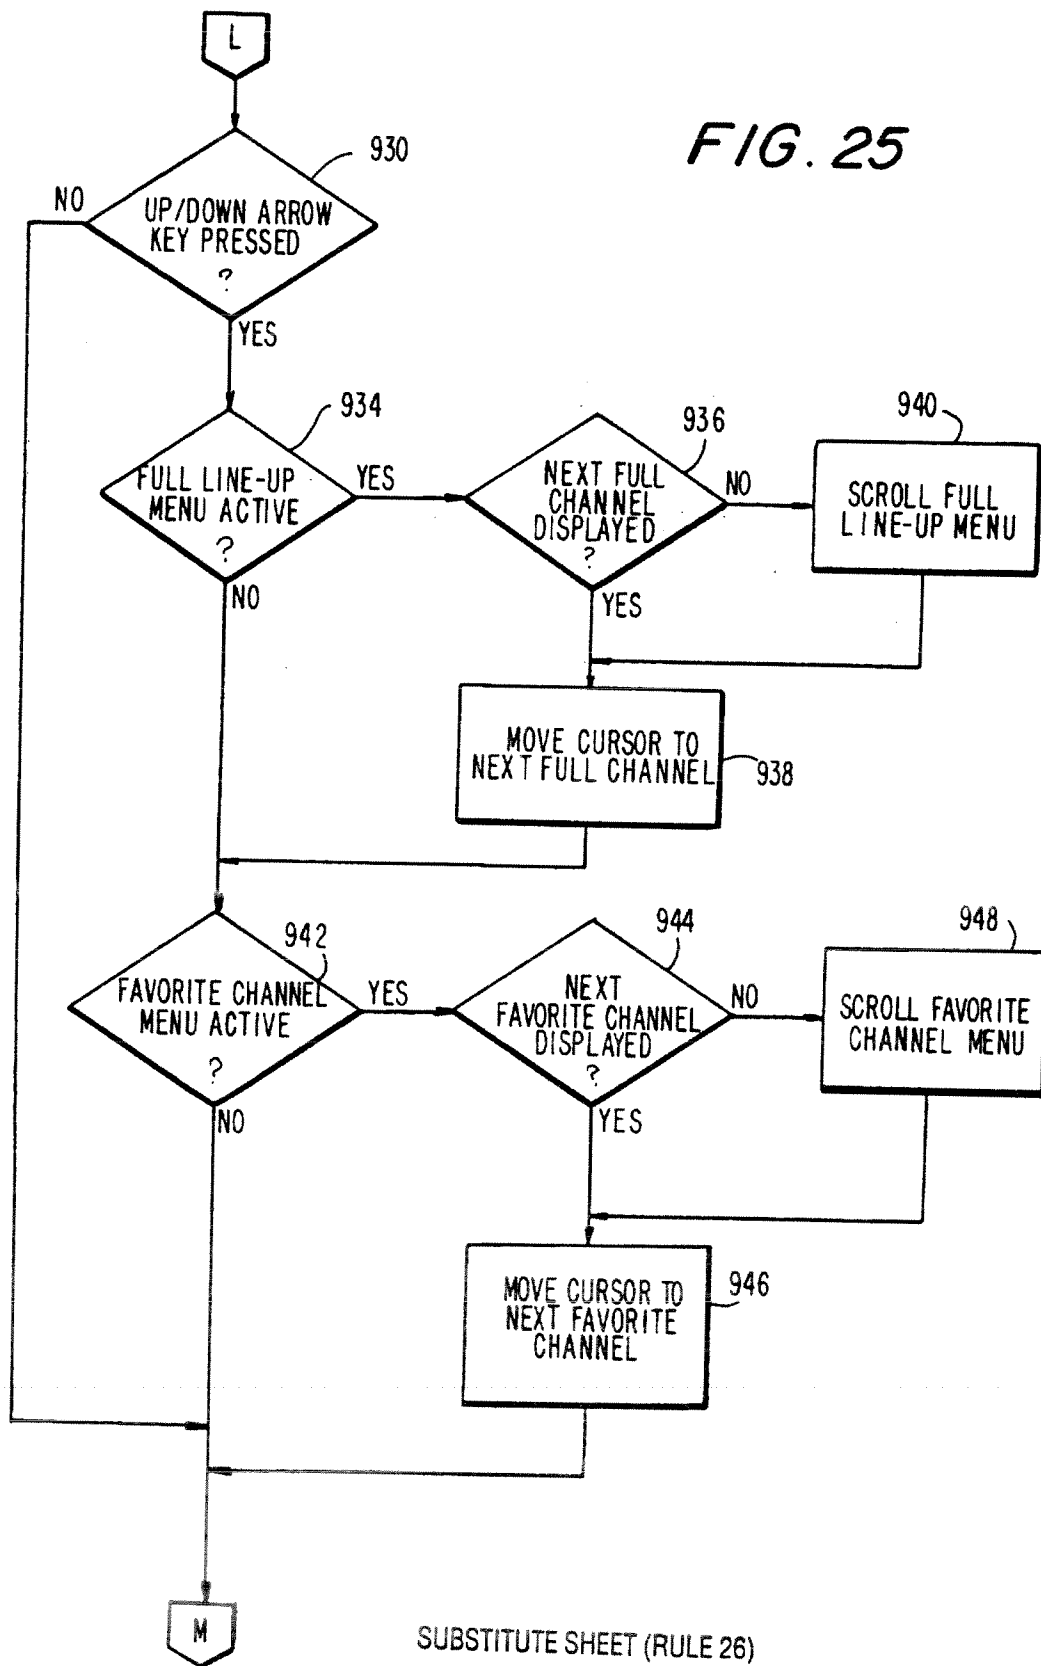 L
FIG. 25
930
NO
UP/DOWN ARROW
KEY PRESSED
?
YES
934
FULL LINE-UP
MENU ACTIVE
?
YES
NO
936
NEXT FULL
CHANNEL
DISPLAYED
?
NO
YES
940
SCROLL FULL
LINE-UP MENU
MOVE CURSOR TO
NEXT FULL CHANNEL
938
942
FAVORITE CHANNEL
MENU ACTIVE
?
YES
NO
944
NEXT
FAVORITE CHANNEL
DISPLAYED
?
NO
YES
948
SCROLL FAVORITE
CHANNEL MENU
MOVE CURSOR TO
NEXT FAVORITE
CHANNEL
946
M
SUBSTITUTE SHEET (RULE 26)